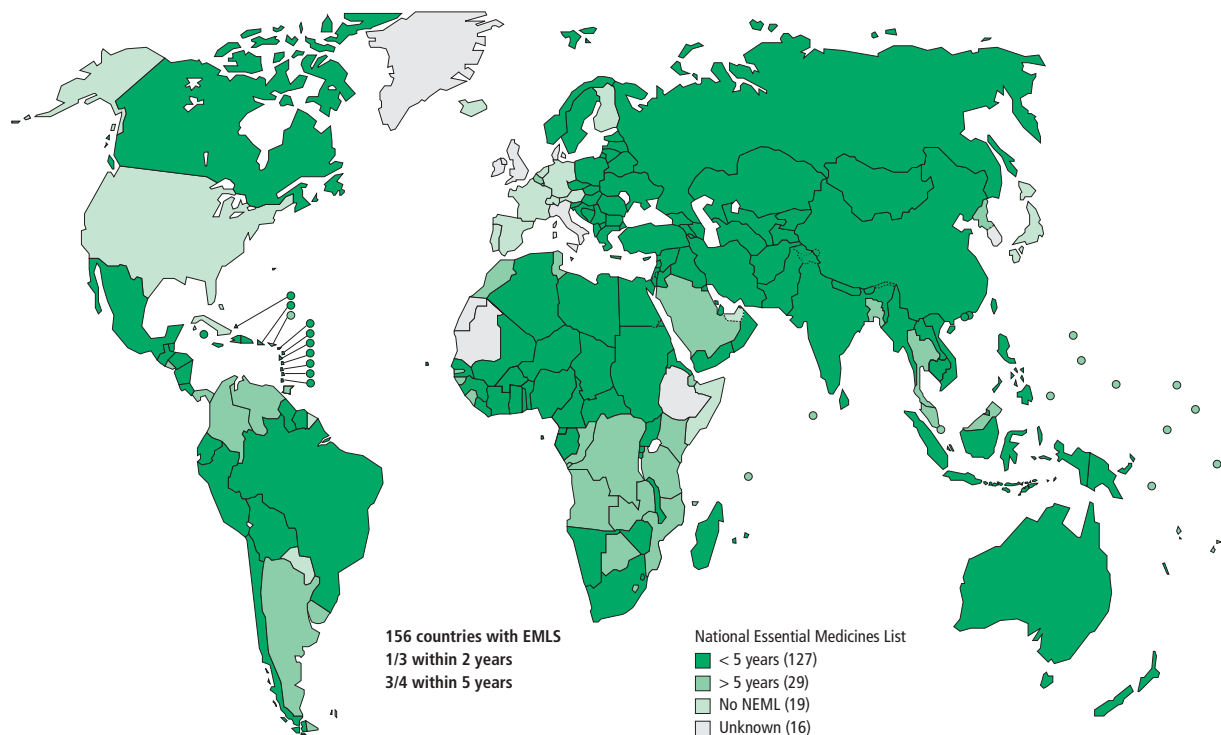 156 countries with EMLS
1/3 within 2 years
3/4 within 5 years
National Essential Medicines List
< 5 years (127)
> 5 years (29)
No NEML (19)
Unknown (16)